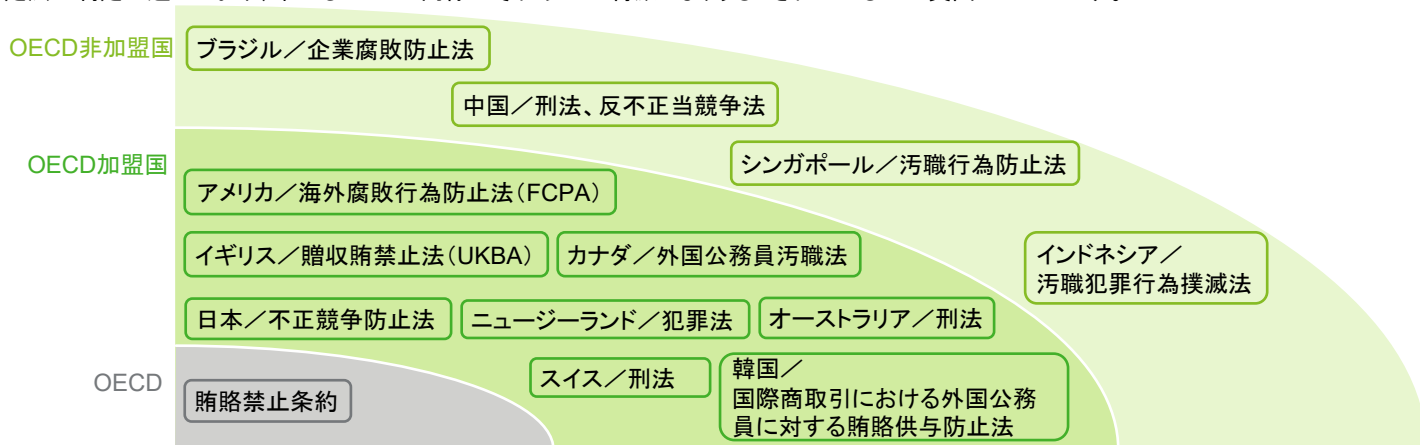 OECD非加盟国
ブラジル／企業腐敗防止法
中国／刑法、反不正当競争法
OECD加盟国
シンガポール／汚職行為防止法
アメリカ／海外腐敗行為防止法（FCPA）
イギリス／贈収賄禁止法（UKBA）
カナダ／外国公務員汚職法
インドネシア／
汚職犯罪行為撲滅法
日本／不正競争防止法
ニュージーランド／犯罪法
オーストラリア／刑法
OECD
賄賂禁止条約
スイス／刑法
韓国／
国際商取引における外国公務
員に対する賄賂供与防止法